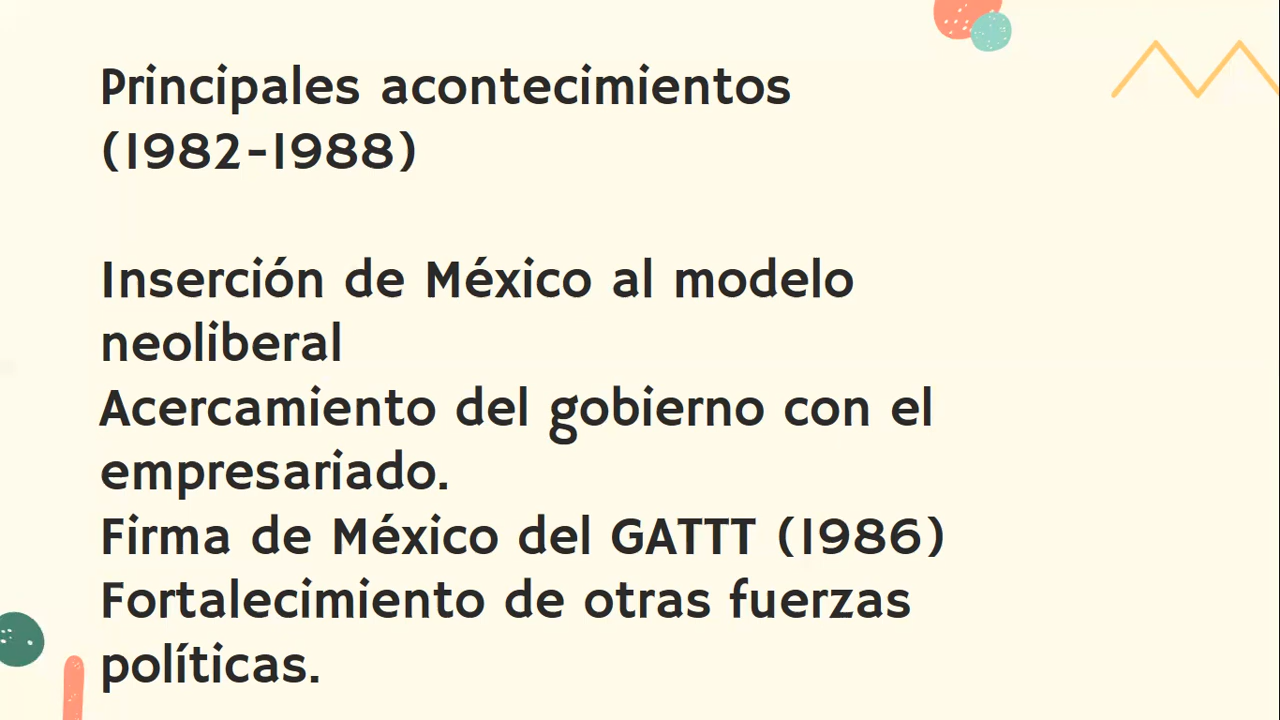 Principales acontecimientos
(1982-1988)
Inserción de México al modelo
neoliberal
Acercamiento del gobierno con el
empresariado.
Firma de México del GATTT (1986)
Fortalecimiento de otras fuerzas
políticas.